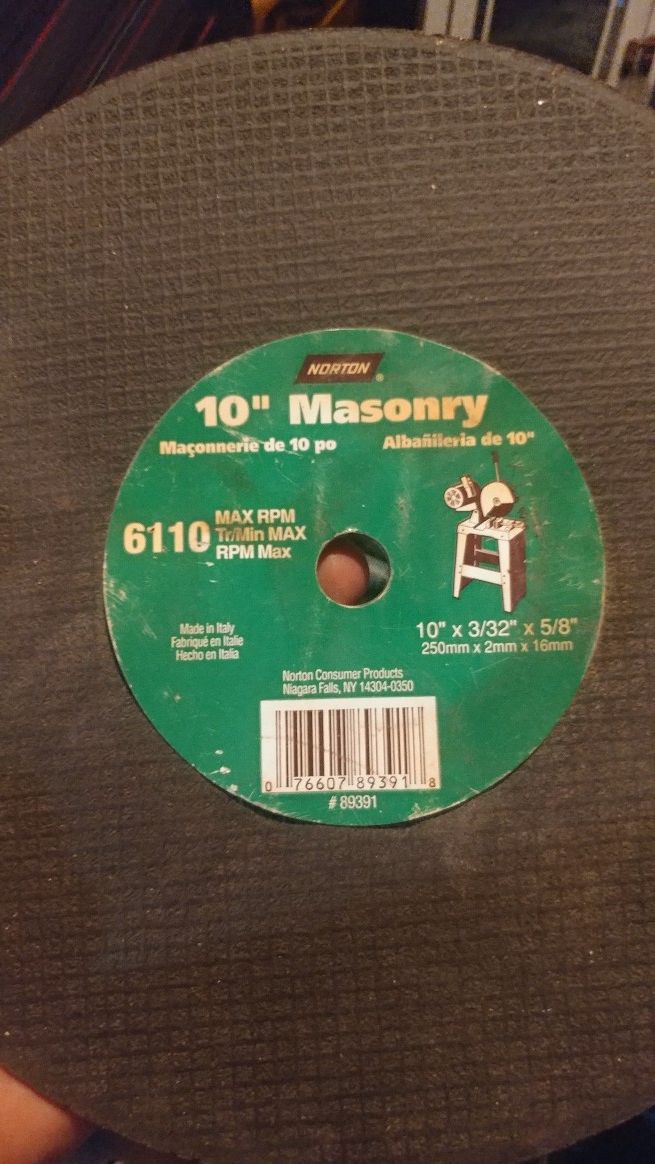 NORTON®
10" Masonry
Maçonnerie de 10 po
Albañileria de 10"
6110
MAX RPM
Tr/Min MAX
RPM Max
Made in Italy
Fabriqué en Italie
Hecho en Italia
10" x 3/32" x 5/8"
250mm x 2mm x 16mm
Norton Consumer Products
Niagara Falls, NY 14304-0350
0 76607 89391 8
# 89391